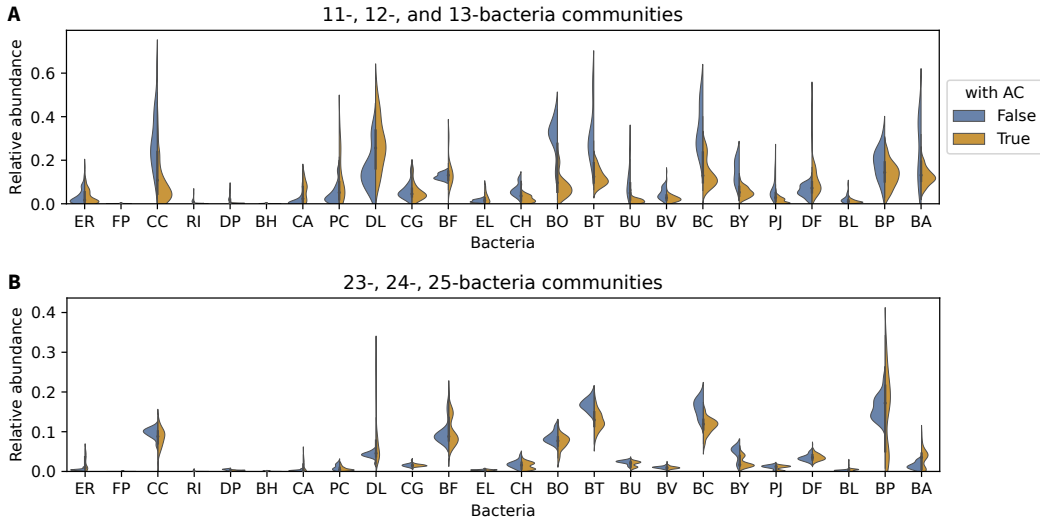 A
11-, 12-, and 13-bacteria communities
Relative abundance
0.6
0.4
0.2
0.0
ER FP CC RI DP BH CA PC DL CG BF EL CH BO BT BU BV BC BY PJ DF BL BP BA
Bacteria
with AC
False
True
B
23-, 24-, 25-bacteria communities
Relative abundance
0.4
0.3
0.2
0.1
0.0
ER FP CC RI DP BH CA PC DL CG BF EL CH BO BT BU BV BC BY PJ DF BL BP BA
Bacteria